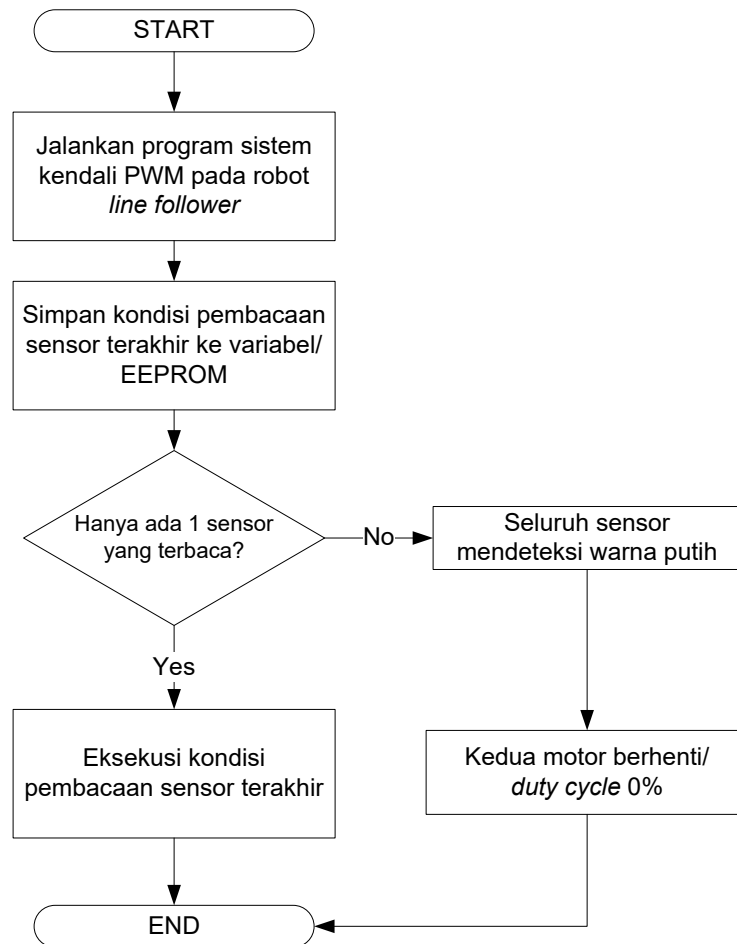 START
Jalankan program sistem
kendali PWM pada robot
line follower
Simpan kondisi pembacaan
sensor terakhir ke variabel/
EEPROM
Hanya ada 1 sensor
yang terbaca?
No
Seluruh sensor
mendeteksi warna putih
Yes
Eksekusi kondisi
pembacaan sensor terakhir
Kedua motor berhenti/
duty cycle 0%
END